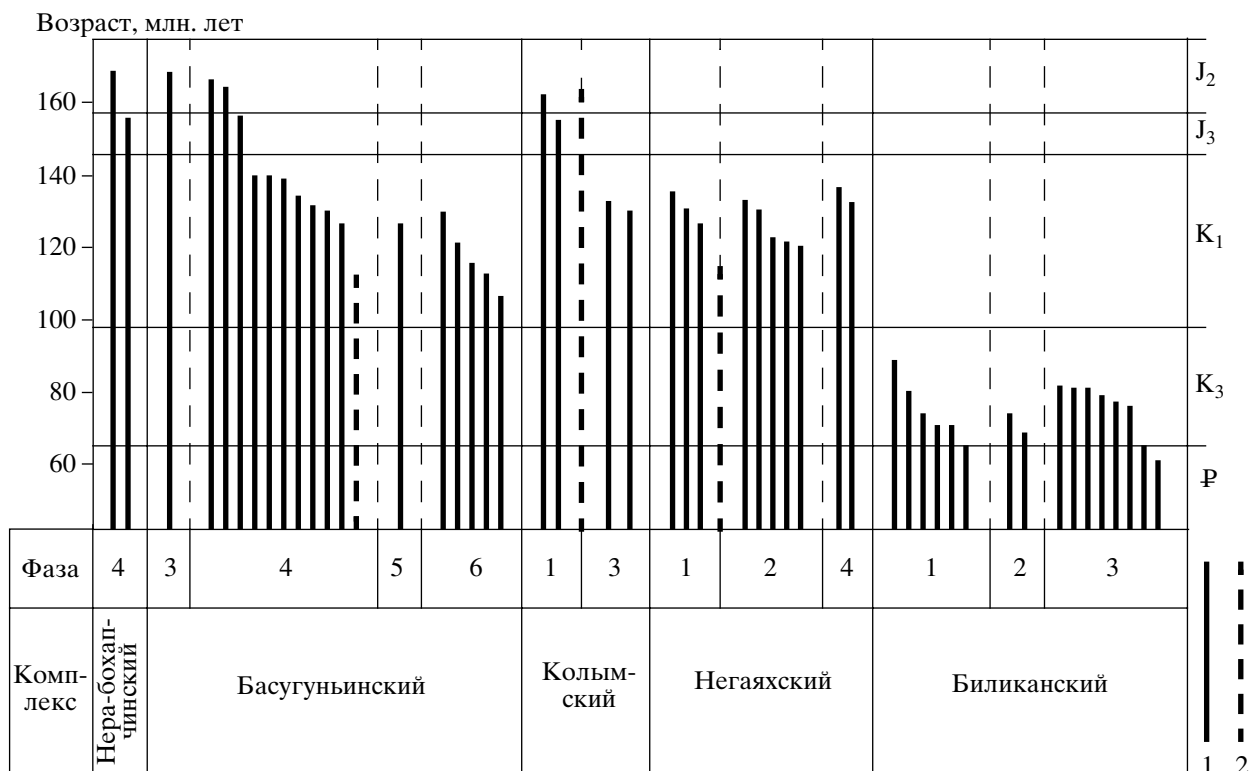 Возраст, млн. лет
J2
160
J3
140
K1
120
100
K3
80
60
₽
Фаза 4 3 4 5 6 1 3 1 2 4 1 2 3
Комп-
лекс
Нера-бохап-
чинский
Басугуньинский
Колым-
ский
Негаяхский
Биликанский
1 2